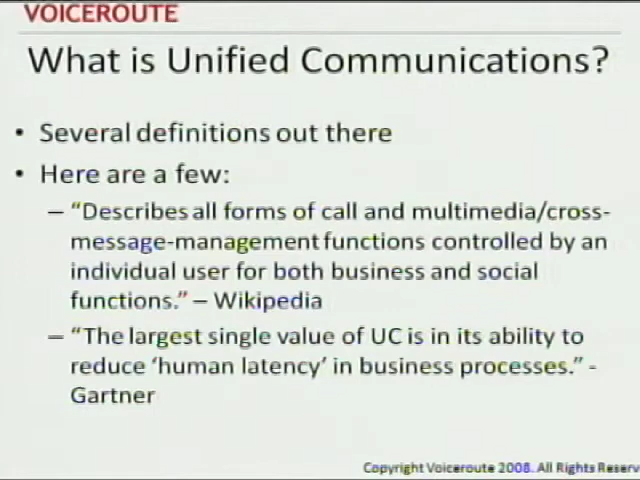 VOICEROUTE
What is Unified Communications?
• Several definitions out there
• Here are a few:
– “Describes all forms of call and multimedia/cross-
message-management functions controlled by an
individual user for both business and social
functions.” – Wikipedia
– “The largest single value of UC is in its ability to
reduce ‘human latency’ in business processes.” -
Gartner
Copyright Voiceroute 2008. All Rights Reserv